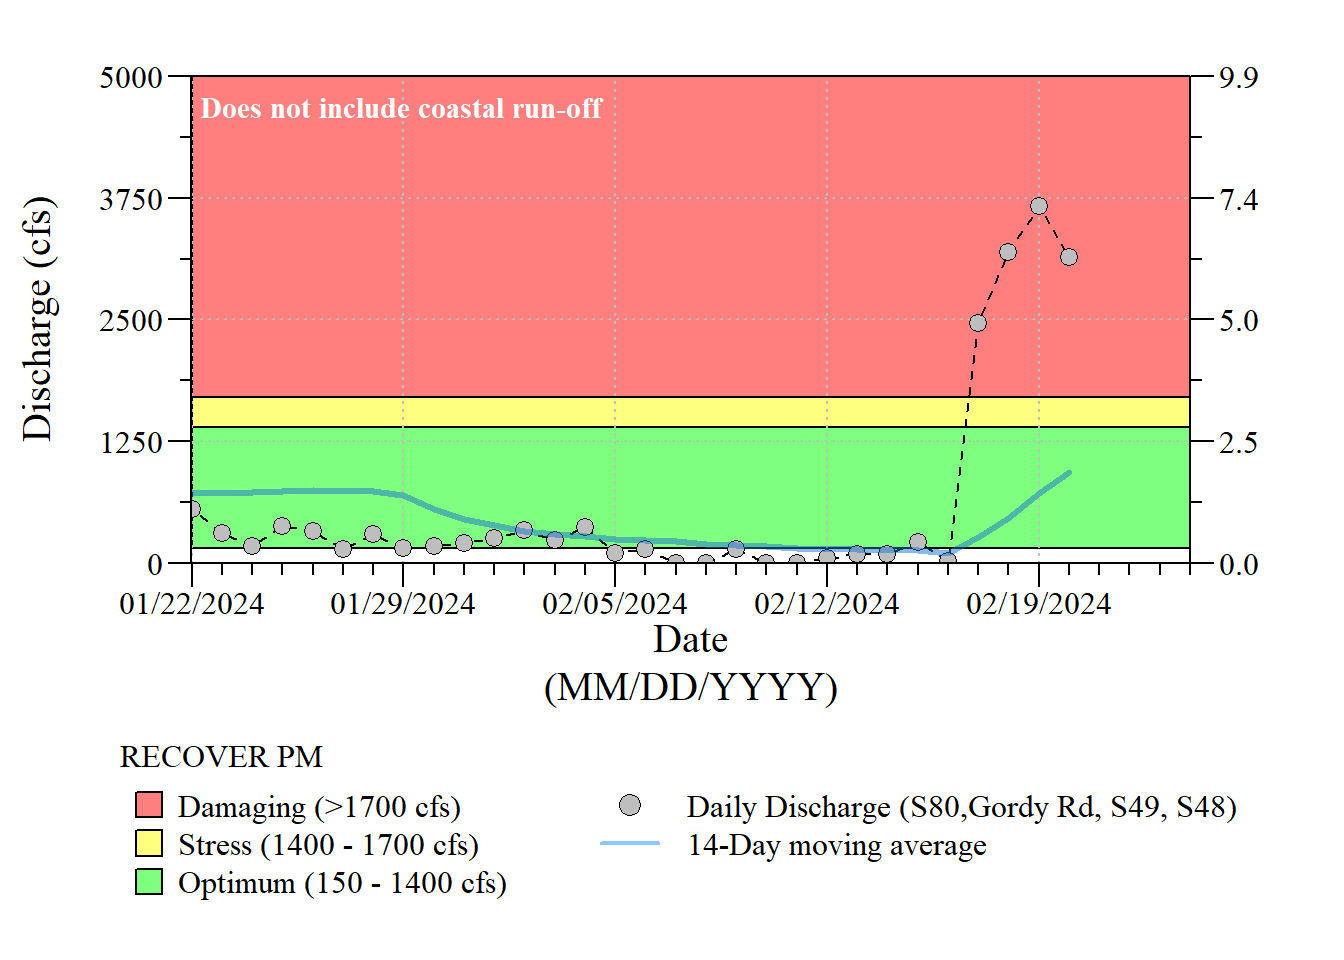 5000
9.9
Does not include coastal run-off
3750
7.4
Discharge (cfs)
2500
5.0
1250
2.5
0
0.0
01/22/2024
01/29/2024
02/05/2024
02/12/2024
02/19/2024
Date
(MM/DD/YYYY)
RECOVER PM
Damaging (>1700 cfs)
Stress (1400 - 1700 cfs)
Optimum (150 - 1400 cfs)
Daily Discharge (S80,Gordy Rd, S49, S48)
14-Day moving average